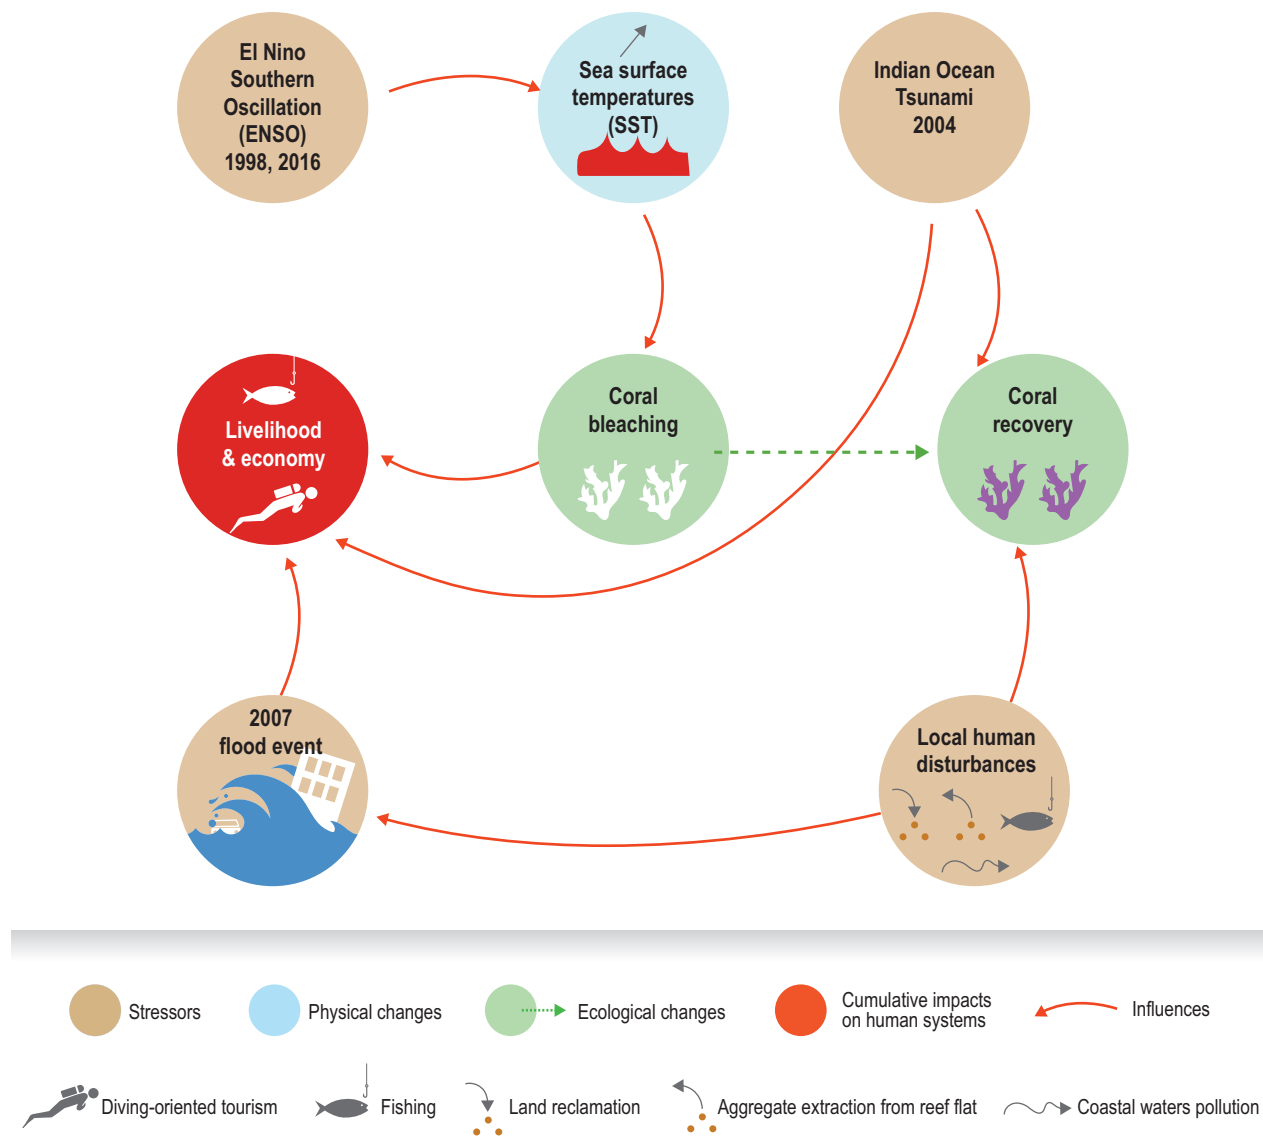 El Nino
Southern
Oscillation
(ENSO)
1998, 2016
Sea surface
temperatures
(SST)
Indian Ocean
Tsunami
2004
Livelihood
& economy
Coral
bleaching
Coral
recovery
2007
flood event
Local human
disturbances
Stressors
Physical changes
Ecological changes
Cumulative impacts
on human systems
Influences
Diving-oriented tourism
Fishing
Land reclamation
Aggregate extraction from reef flat
Coastal waters pollution